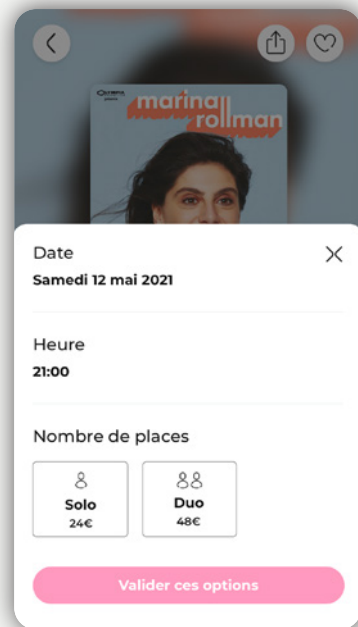 OLYMPIA
marina
rollman
Date
Samedi 12 mai 2021
Heure
21:00
Nombre de places
Solo
24€
Duo
48€
Valider ces options